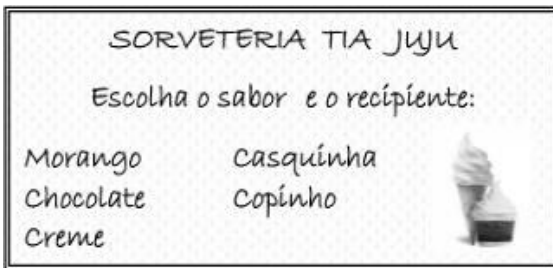 SORVETERIA TIA JUJU
Escolha o sabor e o recipiente:
Morango Casquinha
Chocolate Copinho
Creme